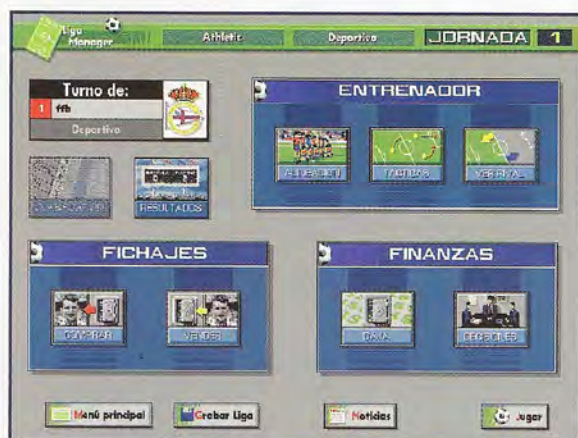 Liga
Manager
Athletic
Deportivo
JORNADA 1
Turno de:
1 ffb
Deportivo
ENTRENADOR
ALINEACION
TACTICAS
VER RIVAL
RESULTADOS
FICHAJES
COMPRAR
VENDER
FINANZAS
CAJA
DECISIONES
Menú principal
Grabar Liga
Noticias
Jugar